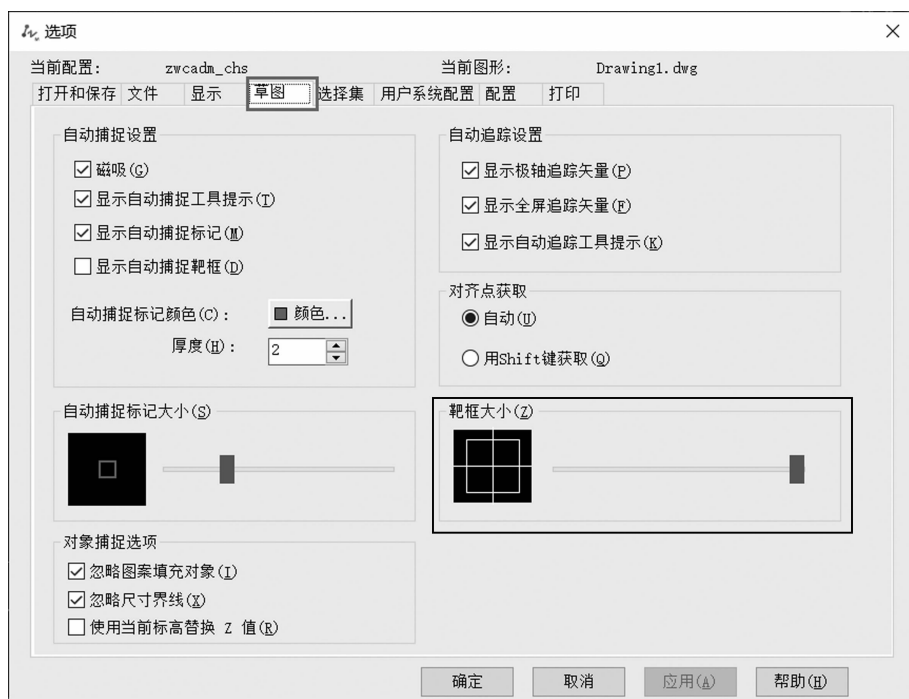 选项
当前配置: zwcadm_chs 当前图形: Drawing1.dwg
打开和保存 文件 显示 草图 选择集 用户系统配置 配置 打印
自动捕捉设置
磁吸(G)
显示自动捕捉工具提示(T)
显示自动捕捉标记(M)
显示自动捕捉靶框(D)
自动捕捉标记颜色(C): 颜色...
厚度(H): 2
自动追踪设置
显示极轴追踪矢量(P)
显示全屏追踪矢量(F)
显示自动追踪工具提示(K)
对齐点获取
自动(U)
用Shift键获取(Q)
自动捕捉标记大小(S)
靶框大小(Z)
对象捕捉选项
忽略图案填充对象(I)
忽略尺寸界线(X)
使用当前标高替换 Z 值(R)
确定 取消 应用(A) 帮助(H)